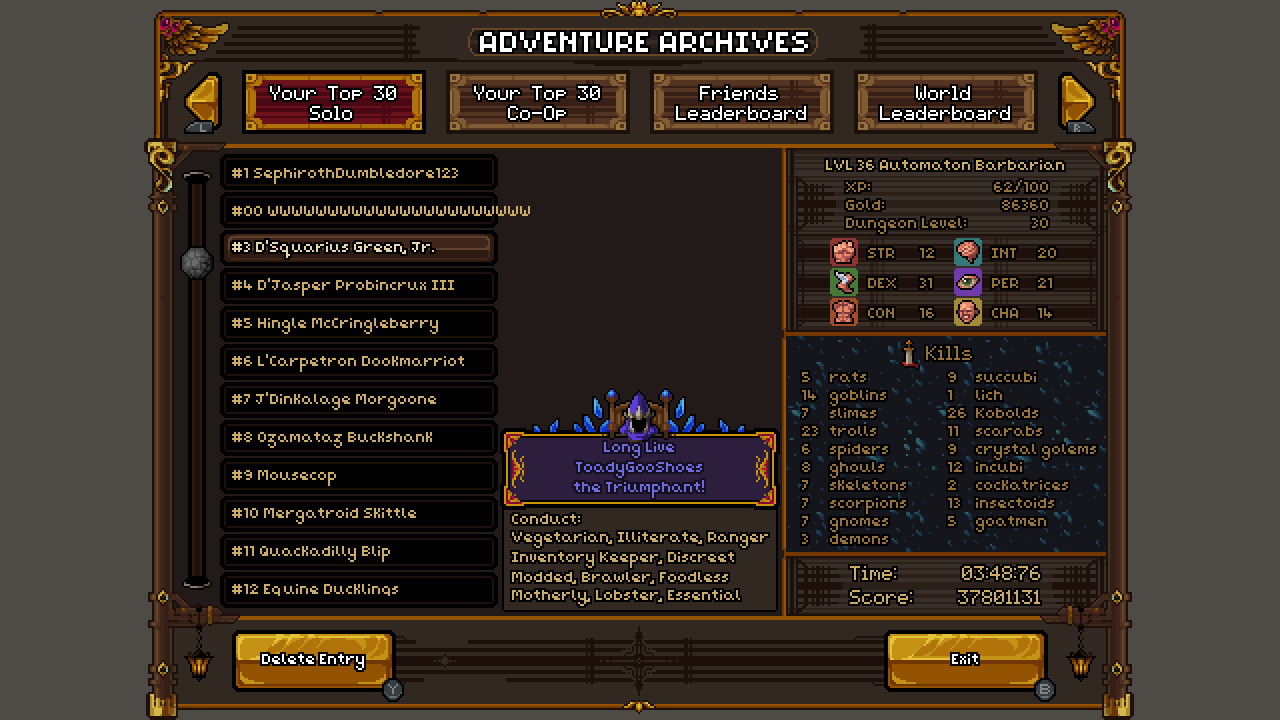 ADVENTURE ARCHIVES
Your Top 30
Solo
Your Top 30
Co-Op
Friends
Leaderboard
World
Leaderboard
L
R
#1 SephirothDumbledore123
#00 WWWWWWWWWWWWWWWWWWWWWW
#3 D'Squarius Green, Jr.
#4 D'Jasper Probincrux III
#5 Hingle McCringleberry
#6 L'Carpetron Dookmarriot
#7 J'Dinkalage Morgoone
#8 Ozamataz Buckshank
#9 Mousecop
#10 Mergatroid Skittle
#11 Quackadilly Blip
#12 Equine Ducklings
Long Live
ToadyGooShoes
the Triumphant!
Conduct:
Vegetarian, Illiterate, Ranger
Inventory Keeper, Discreet
Modded, Brawler, Foodless
Motherly, Lobster, Essential
LVL 36 Automaton Barbarian
XP: 62/100
Gold: 86360
Dungeon Level: 30
STR 12 INT 20
DEX 31 PER 21
CON 16 CHA 14
Kills
5 rats 9 succubi
14 goblins 1 lich
7 slimes 26 kobolds
23 trolls 11 scarabs
6 spiders 9 crystal golems
8 ghouls 12 incubi
7 skeletons 2 cockatrices
7 scorpions 13 insectoids
7 gnomes 5 goatmen
3 demons
Time: 03:48:76
Score: 37801131
Delete Entry
Y
Exit
B